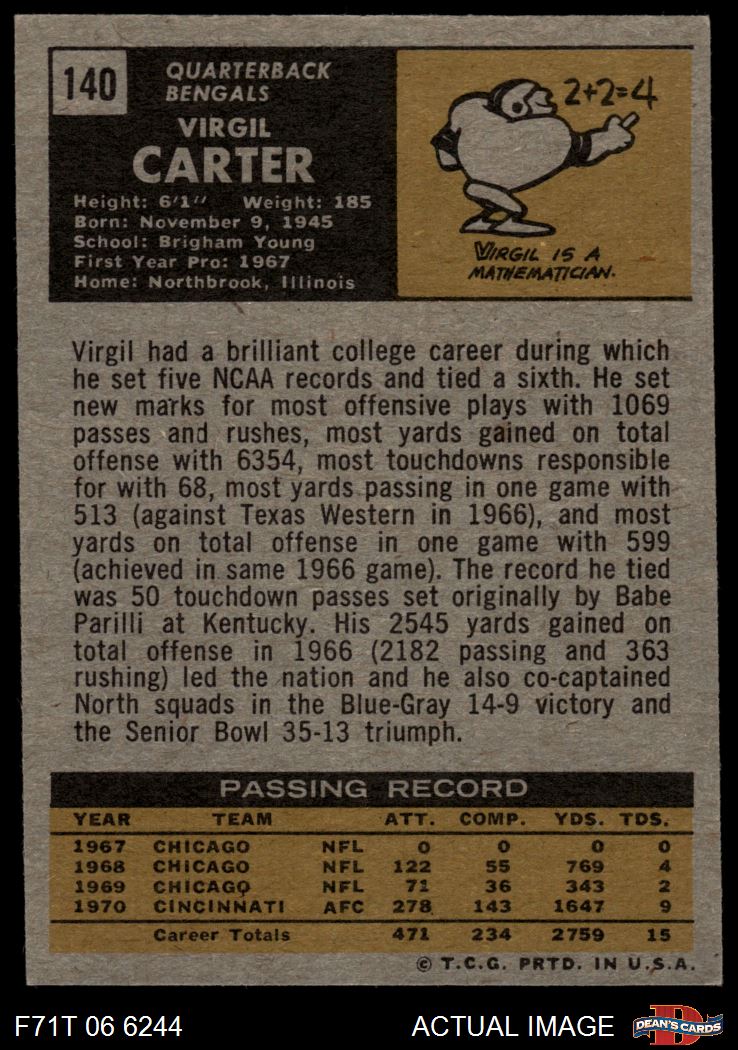 140
QUARTERBACK
BENGALS
VIRGIL
CARTER
Height: 6'1" Weight: 185
Born: November 9, 1945
School: Brigham Young
First Year Pro: 1967
Home: Northbrook, Illinois
2+2=4
VIRGIL IS A
MATHEMATICIAN.
Virgil had a brilliant college career during which
he set five NCAA records and tied a sixth. He set
new marks for most offensive plays with 1069
passes and rushes, most yards gained on total
offense with 6354, most touchdowns responsible
for with 68, most yards passing in one game with
513 (against Texas Western in 1966), and most
yards on total offense in one game with 599
(achieved in same 1966 game). The record he tied
was 50 touchdown passes set originally by Babe
Parilli at Kentucky. His 2545 yards gained on
total offense in 1966 (2182 passing and 363
rushing) led the nation and he also co-captained
North squads in the Blue-Gray 14-9 victory and
the Senior Bowl 35-13 triumph.
PASSING RECORD
YEAR TEAM ATT. COMP. YDS. TDS.
1967 CHICAGO NFL 0 0 0 0
1968 CHICAGO NFL 122 55 769 4
1969 CHICAGO NFL 71 36 343 2
1970 CINCINNATI AFC 278 143 1647 9
Career Totals 471 234 2759 15
© T.C.G. PRTD. IN U.S.A.
F71T 06 6244 ACTUAL IMAGE
D
DEAN'S CARDS